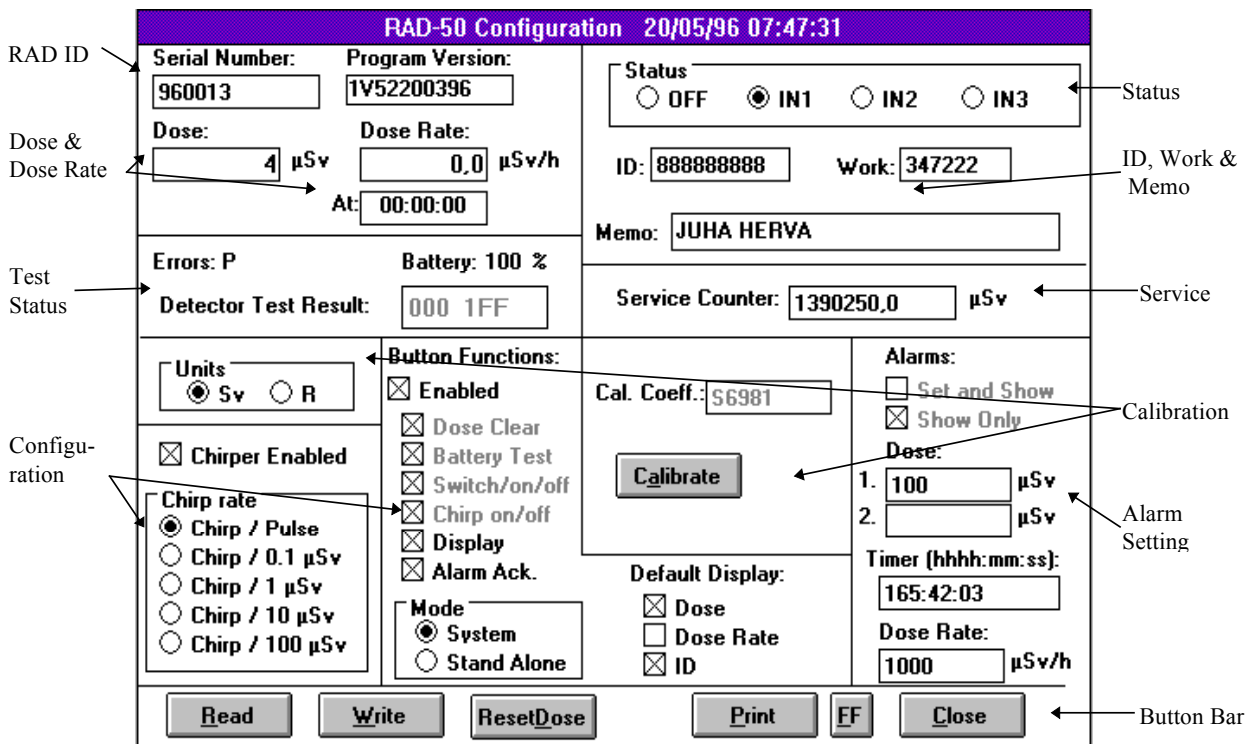 RAD-50 Configuration 20/05/96 07:47:31
RAD ID
Serial Number: Program Version:
960013 1V52200396
Dose & Dose Rate
Dose: Dose Rate:
4 µSv 0,0 µSv/h
At: 00:00:00
Status
OFF IN1 IN2 IN3
Status
ID: 888888888 Work: 347222
Memo: JUHA HERVA
ID, Work &
Memo
Test
Status
Errors: P Battery: 100 %
Detector Test Result: 000 1FF
Service Counter: 1390250,0 µSv
Service
Units
Sv R
Configu-
ration
Chirper Enabled
Chirp rate
Chirp / Pulse
Chirp / 0.1 µSv
Chirp / 1 µSv
Chirp / 10 µSv
Chirp / 100 µSv
Button Functions:
Enabled
Dose Clear
Battery Test
Switch/on/off
Chirp on/off
Display
Alarm Ack.
Mode
System
Stand Alone
Cal. Coeff.: S6981
Calibrate
Calibration
Default Display:
Dose
Dose Rate
ID
Alarms:
Set and Show
Show Only
Dose:
1. 100 µSv
2. µSv
Timer (hhhh:mm:ss):
165:42:03
Dose Rate:
1000 µSv/h
Alarm
Setting
Read Write ResetDose Print FF Close
Button Bar